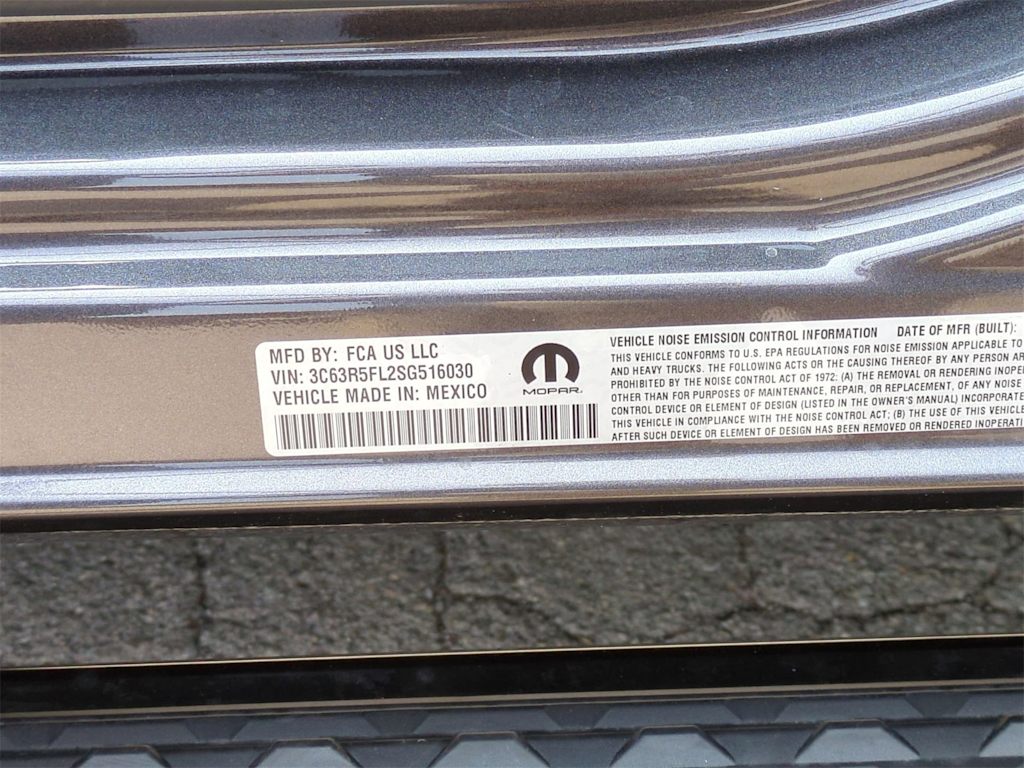 MFD BY: FCA US LLC
VIN: 3C63R5FL2SG516030
VEHICLE MADE IN: MEXICO
MOPAR.
VEHICLE NOISE EMISSION CONTROL INFORMATION DATE OF MFR (BUILT):
THIS VEHICLE CONFORMS TO U.S. EPA REGULATIONS FOR NOISE EMISSION APPLICABLE TO
AND HEAVY TRUCKS. THE FOLLOWING ACTS OR THE CAUSING THEREOF BY ANY PERSON AR
PROHIBITED BY THE NOISE CONTROL ACT OF 1972: (A) THE REMOVAL OR RENDERING INOPE
OTHER THAN FOR PURPOSES OF MAINTENANCE, REPAIR, OR REPLACEMENT, OF ANY NOISE
CONTROL DEVICE OR ELEMENT OF DESIGN (LISTED IN THE OWNER'S MANUAL) INCORPORATE
THIS VEHICLE IN COMPLIANCE WITH THE NOISE CONTROL ACT; (B) THE USE OF THIS VEHICLE
AFTER SUCH DEVICE OR ELEMENT OF DESIGN HAS BEEN REMOVED OR RENDERED INOPERATI